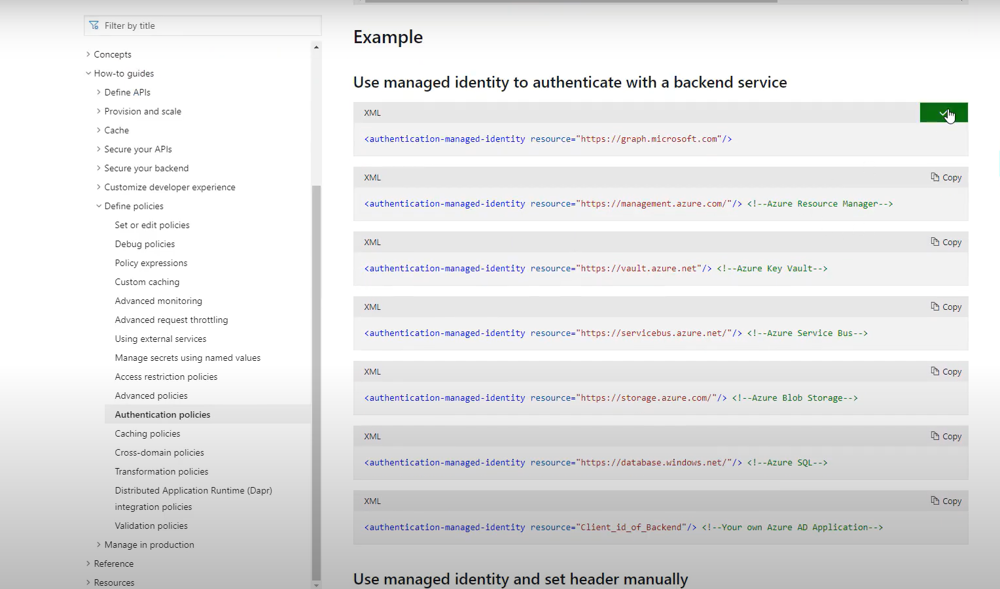 Filter by title
Concepts
How-to guides
Define APIs
Provision and scale
Cache
Secure your APIs
Secure your backend
Customize developer experience
Define policies
Set or edit policies
Debug policies
Policy expressions
Custom caching
Advanced monitoring
Advanced request throttling
Using external services
Manage secrets using named values
Access restriction policies
Advanced policies
Authentication policies
Caching policies
Cross-domain policies
Transformation policies
Distributed Application Runtime (Dapr)
integration policies
Validation policies
Manage in production
Reference
Resources
Example
Use managed identity to authenticate with a backend service
XML
<authentication-managed-identity resource="https://graph.microsoft.com"/>
XML Copy
<authentication-managed-identity resource="https://management.azure.com/"/> <!--Azure Resource Manager-->
XML Copy
<authentication-managed-identity resource="https://vault.azure.net"/> <!--Azure Key Vault-->
XML Copy
<authentication-managed-identity resource="https://servicebus.azure.net/"/> <!--Azure Service Bus-->
XML Copy
<authentication-managed-identity resource="https://storage.azure.com/"/> <!--Azure Blob Storage-->
XML Copy
<authentication-managed-identity resource="https://database.windows.net/"/> <!--Azure SQL-->
XML Copy
<authentication-managed-identity resource="Client_id_of_Backend"/> <!--Your own Azure AD Application-->
Use managed identity and set header manually